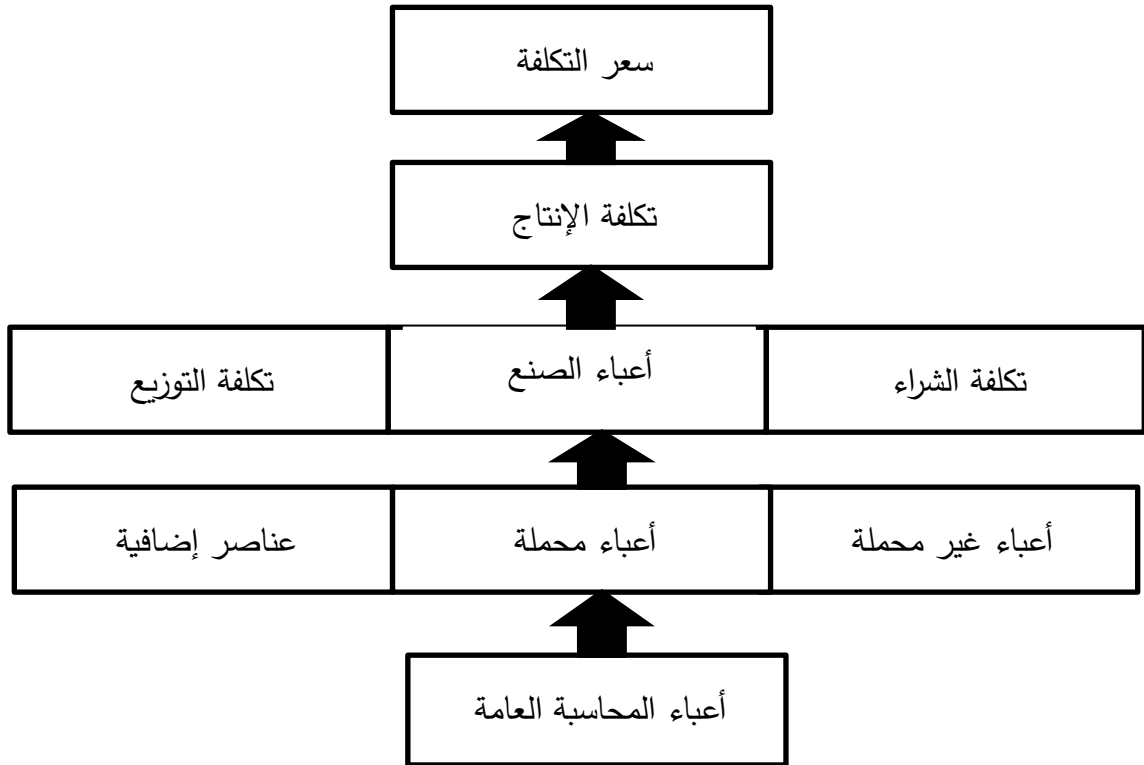 سعر التكلفة
تكلفة الإنتاج
تكلفة الشراء
أعباء الصنع
تكلفة التوزيع
أعباء غير محملة
أعباء محملة
عناصر إضافية
أعباء المحاسبة العامة